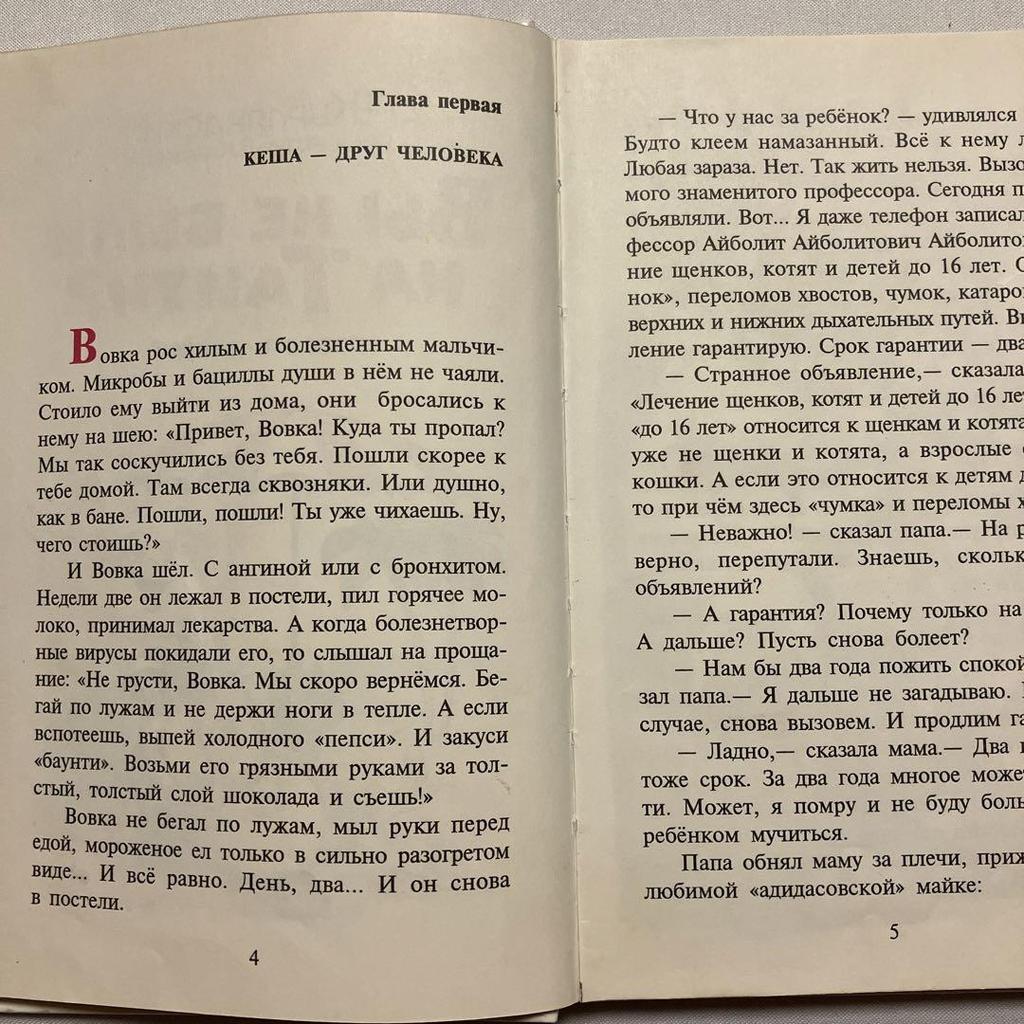 Глава первая
КЕША — ДРУГ ЧЕЛОВЕКА
Вовка рос хилым и болезненным мальчи-
ком. Микробы и бациллы души в нём не чаяли.
Стоило ему выйти из дома, они бросались к
нему на шею: «Привет, Вовка! Куда ты пропал?
Мы так соскучились без тебя. Пошли скорее к
тебе домой. Там всегда сквозняки. Или душно,
как в бане. Пошли, пошли! Ты уже чихаешь. Ну,
чего стоишь?»
И Вовка шёл. С ангиной или с бронхитом.
Недели две он лежал в постели, пил горячее мо-
локо, принимал лекарства. А когда болезнетвор-
ные вирусы покидали его, то слышал на проща-
ние: «Не грусти, Вовка. Мы скоро вернёмся. Бе-
гай по лужам и не держи ноги в тепле. А если
вспотеешь, выпей холодного «пепси». И закуси
«баунти». Возьми его грязными руками за тол-
стый, толстый слой шоколада и съешь!»
Вовка не бегал по лужам, мыл руки перед
едой, мороженое ел только в сильно разогретом
виде... И всё равно. День, два... И он снова
в постели.
4
— Что у нас за ребёнок? — удивлялся
Будто клеем намазанный. Всё к нему
Любая зараза. Нет. Так жить нельзя. Вызо
мого знаменитого профессора. Сегодня п
объявляли. Вот... Я даже телефон записал
фессор Айболит Айболитович Айболито
ние щенков, котят и детей до 16 лет. С
нок», переломов хвостов, чумок, катаро
верхних и нижних дыхательных путей. Вы
ление гарантирую. Срок гарантии — два
— Странное объявление,— сказала
«Лечение щенков, котят и детей до 16 ле
«до 16 лет» относится к щенкам и котята
уже не щенки и котята, а взрослые
кошки. А если это относится к детям д
то при чём здесь «чумка» и переломы х
— Неважно! — сказал папа.— На р
верно, перепутали. Знаешь, скольк
объявлений?
— А гарантия? Почему только на
А дальше? Пусть снова болеет?
— Нам бы два года пожить спокой
зал папа.— Я дальше не загадываю.
случае, снова вызовем. И продлим га
— Ладно,— сказала мама.— Два
тоже срок. За два года многое може
ти. Может, я помру и не буду боль
ребёнком мучиться.
Папа обнял маму за плечи, приж
любимой «адидасовской» майке:
5